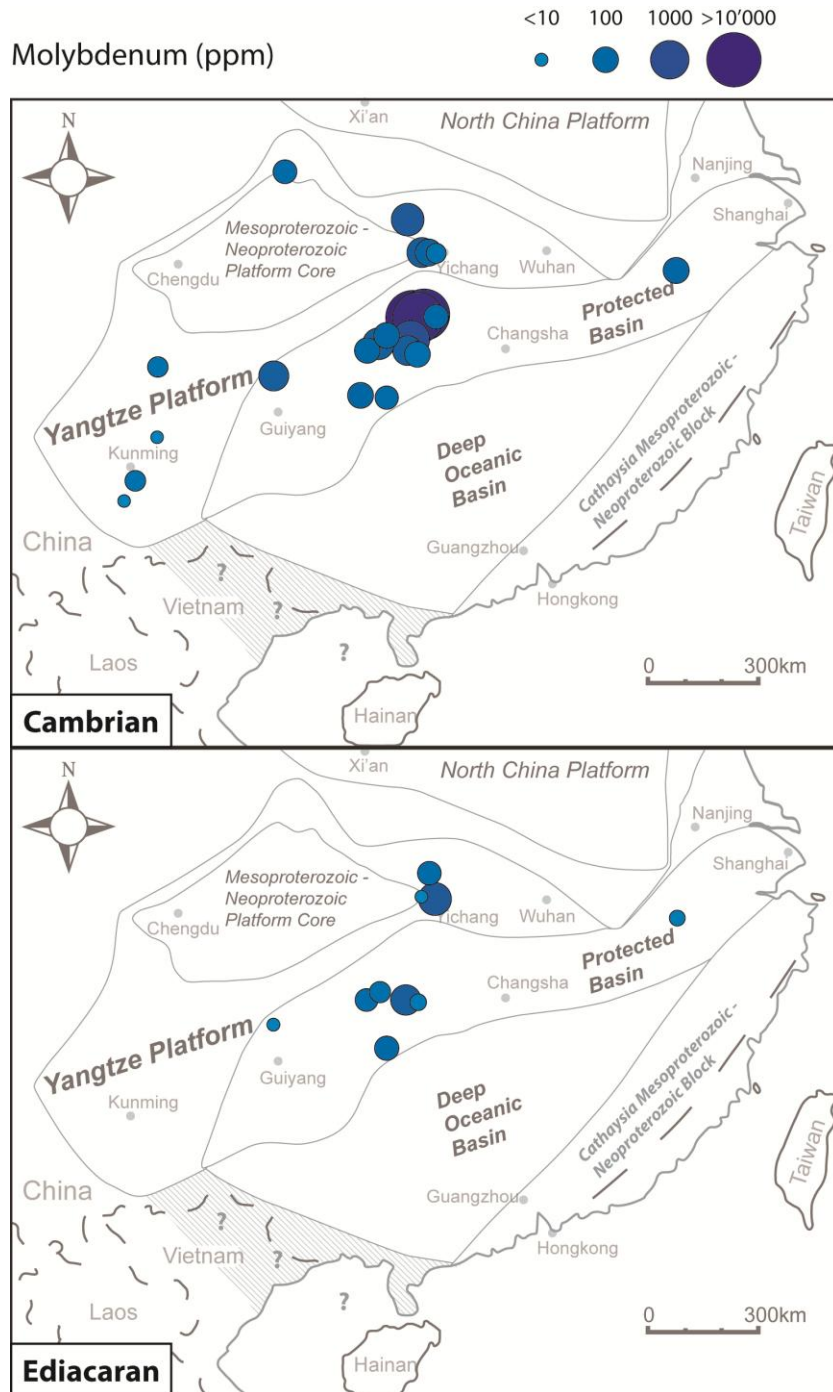 <10 100 1000 >10'000
Molybdenum (ppm)
Xi'an
North China Platform
N
Nanjing
Shanghai
Mesoproterozoic -
Neoproterozoic
Platform Core
Chengdu
Yichang
Wuhan
Protected
Basin
Changsha
Yangtze Platform
Guiyang
Kunming
Deep
Oceanic
Basin
Cathaysia Mesoproterozoic -
Neoproterozoic Block
Taiwan
China
Guangzhou
?
Vietnam
?
Hongkong
Laos
?
0 300km
Hainan
Cambrian
Xi'an
North China Platform
N
Nanjing
Shanghai
Mesoproterozoic -
Neoproterozoic
Platform Core
Chengdu
Yichang
Wuhan
Protected
Basin
Changsha
Yangtze Platform
Guiyang
Kunming
Deep
Oceanic
Basin
Cathaysia Mesoproterozoic -
Neoproterozoic Block
Taiwan
China
Guangzhou
?
Vietnam
?
Hongkong
Laos
?
0 300km
Hainan
Ediacaran